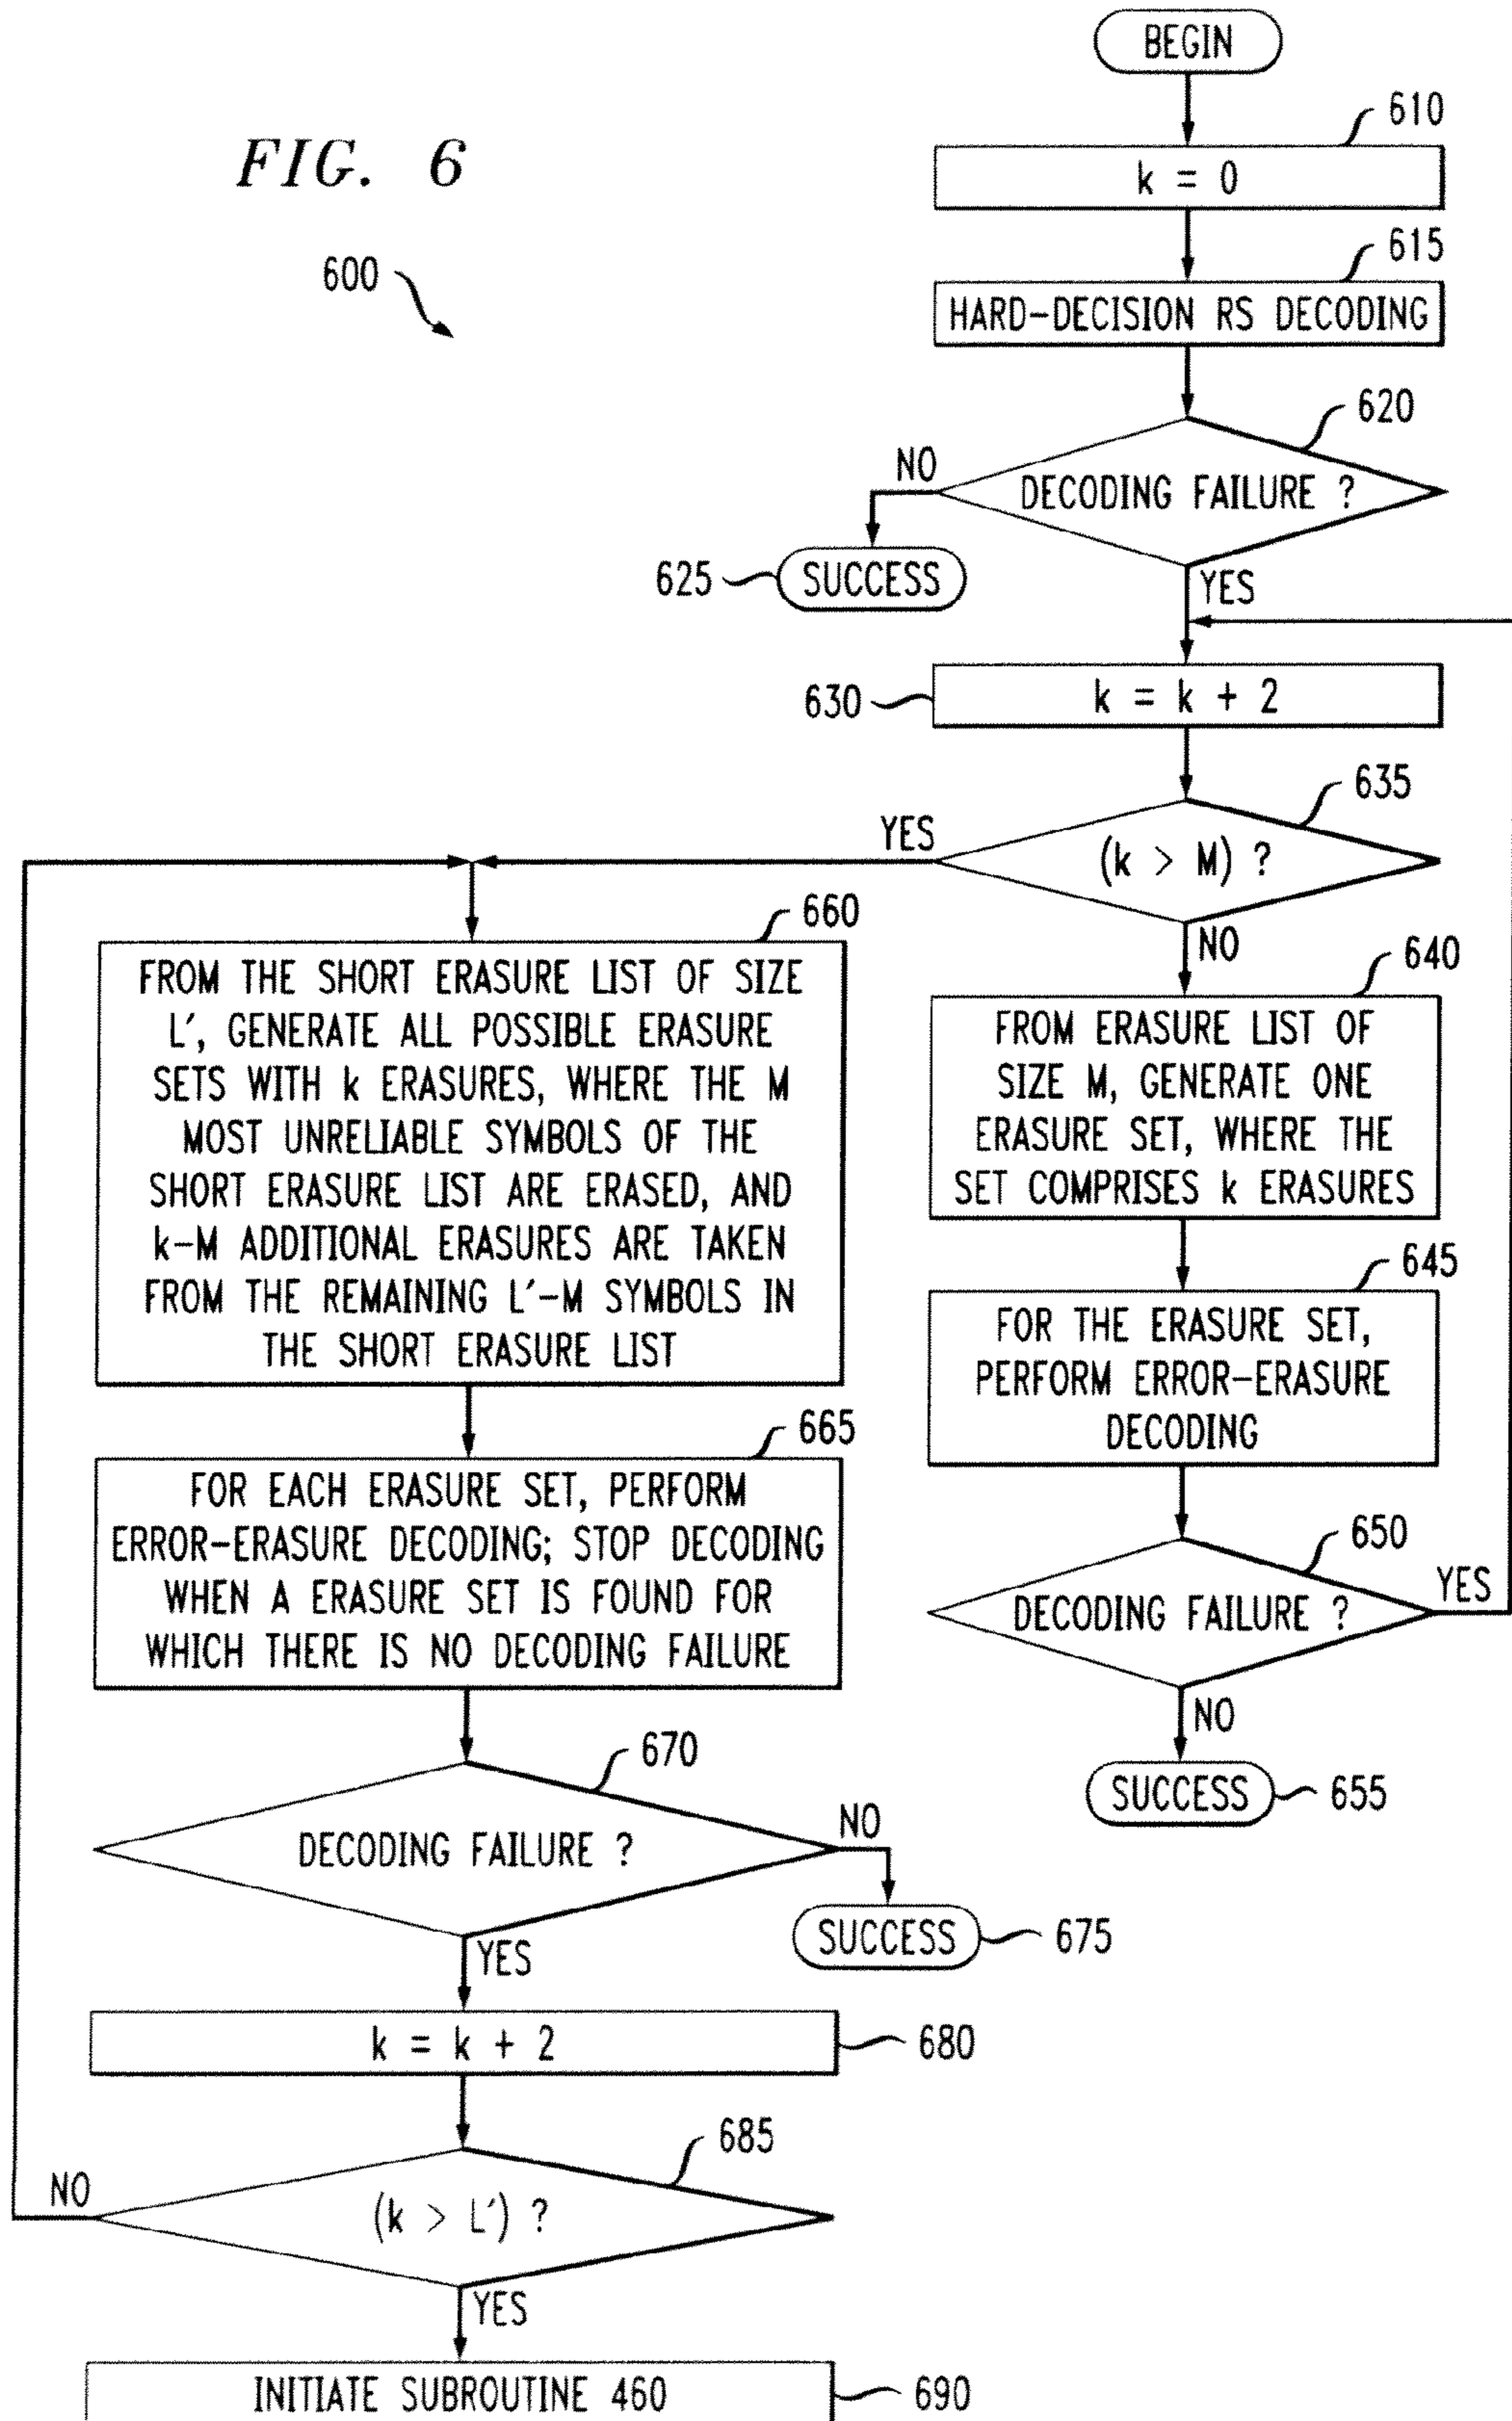 BEGIN
FIG. 6
610
k = 0
600
615
HARD-DECISION RS DECODING
620
NO
DECODING FAILURE ?
625
SUCCESS
YES
630
k = k + 2
635
YES
(k > M) ?
NO
660
FROM THE SHORT ERASURE LIST OF SIZE
L′, GENERATE ALL POSSIBLE ERASURE
SETS WITH k ERASURES, WHERE THE M
MOST UNRELIABLE SYMBOLS OF THE
SHORT ERASURE LIST ARE ERASED, AND
k-M ADDITIONAL ERASURES ARE TAKEN
FROM THE REMAINING L′-M SYMBOLS IN
THE SHORT ERASURE LIST
640
FROM ERASURE LIST OF
SIZE M, GENERATE ONE
ERASURE SET, WHERE THE
SET COMPRISES k ERASURES
645
FOR THE ERASURE SET,
PERFORM ERROR-ERASURE
DECODING
665
FOR EACH ERASURE SET, PERFORM
ERROR-ERASURE DECODING; STOP DECODING
WHEN A ERASURE SET IS FOUND FOR
WHICH THERE IS NO DECODING FAILURE
650
YES
DECODING FAILURE ?
NO
SUCCESS
655
670
NO
DECODING FAILURE ?
SUCCESS
675
YES
k = k + 2
680
685
NO
(k > L′) ?
YES
INITIATE SUBROUTINE 460
690